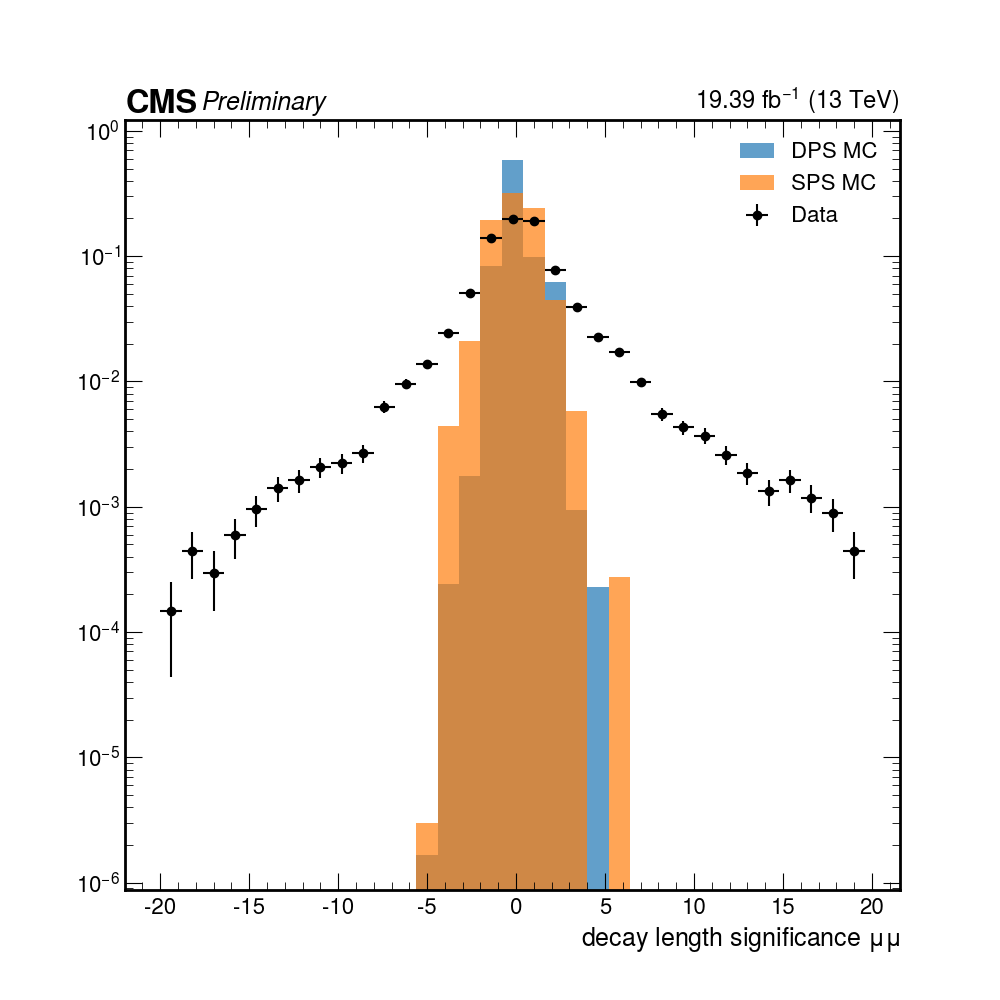 CMS Preliminary 19.39 fb⁻¹ (13 TeV)
DPS MC
SPS MC
Data
10⁰
10⁻¹
10⁻²
10⁻³
10⁻⁴
10⁻⁵
10⁻⁶
-20 -15 -10 -5 0 5 10 15 20
decay length significance μμ